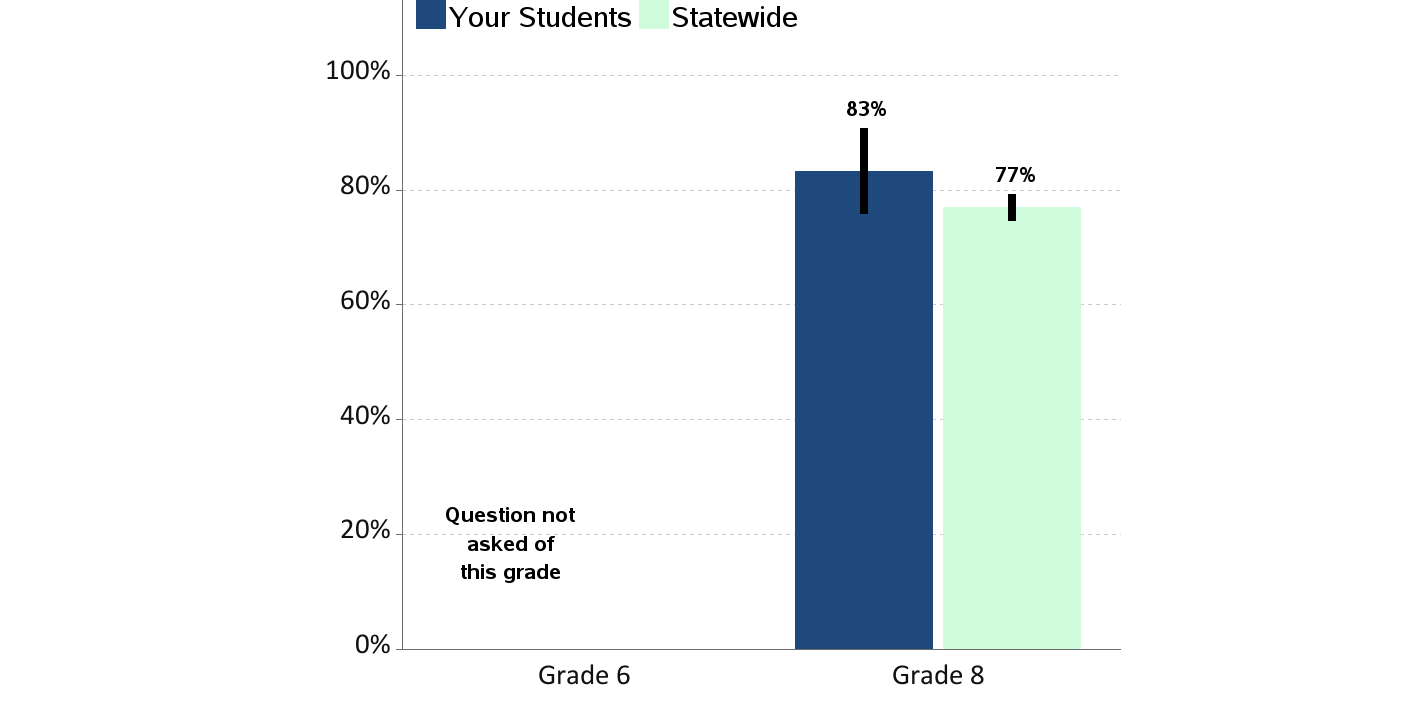 Your Students Statewide
100%
83%
77%
80%
60%
40%
Question not
20%
asked of
this grade
0%
Grade 6 Grade 8